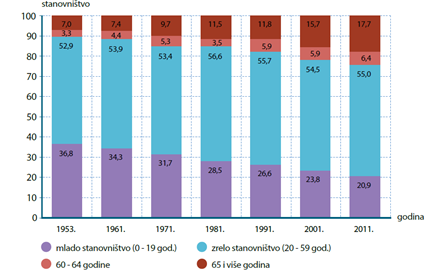 stanovništvo
100
90
80
70
60
50
40
30
20
10
0
7,0 7,4 9,7 11,5 11,8 15,7 17,7
3,3 4,4 5,3 3,5 5,9 5,9 6,4
52,9 53,9 53,4 56,6 55,7 54,5 55,0
36,8 34,3 31,7 28,5 26,6 23,8 20,9
godina
1953. 1961. 1971. 1981. 1991. 2001. 2011.
mlado stanovništvo (0 - 19 god.) zrelo stanovništvo (20 - 59 god.)
60 - 64 godine 65 i više godina